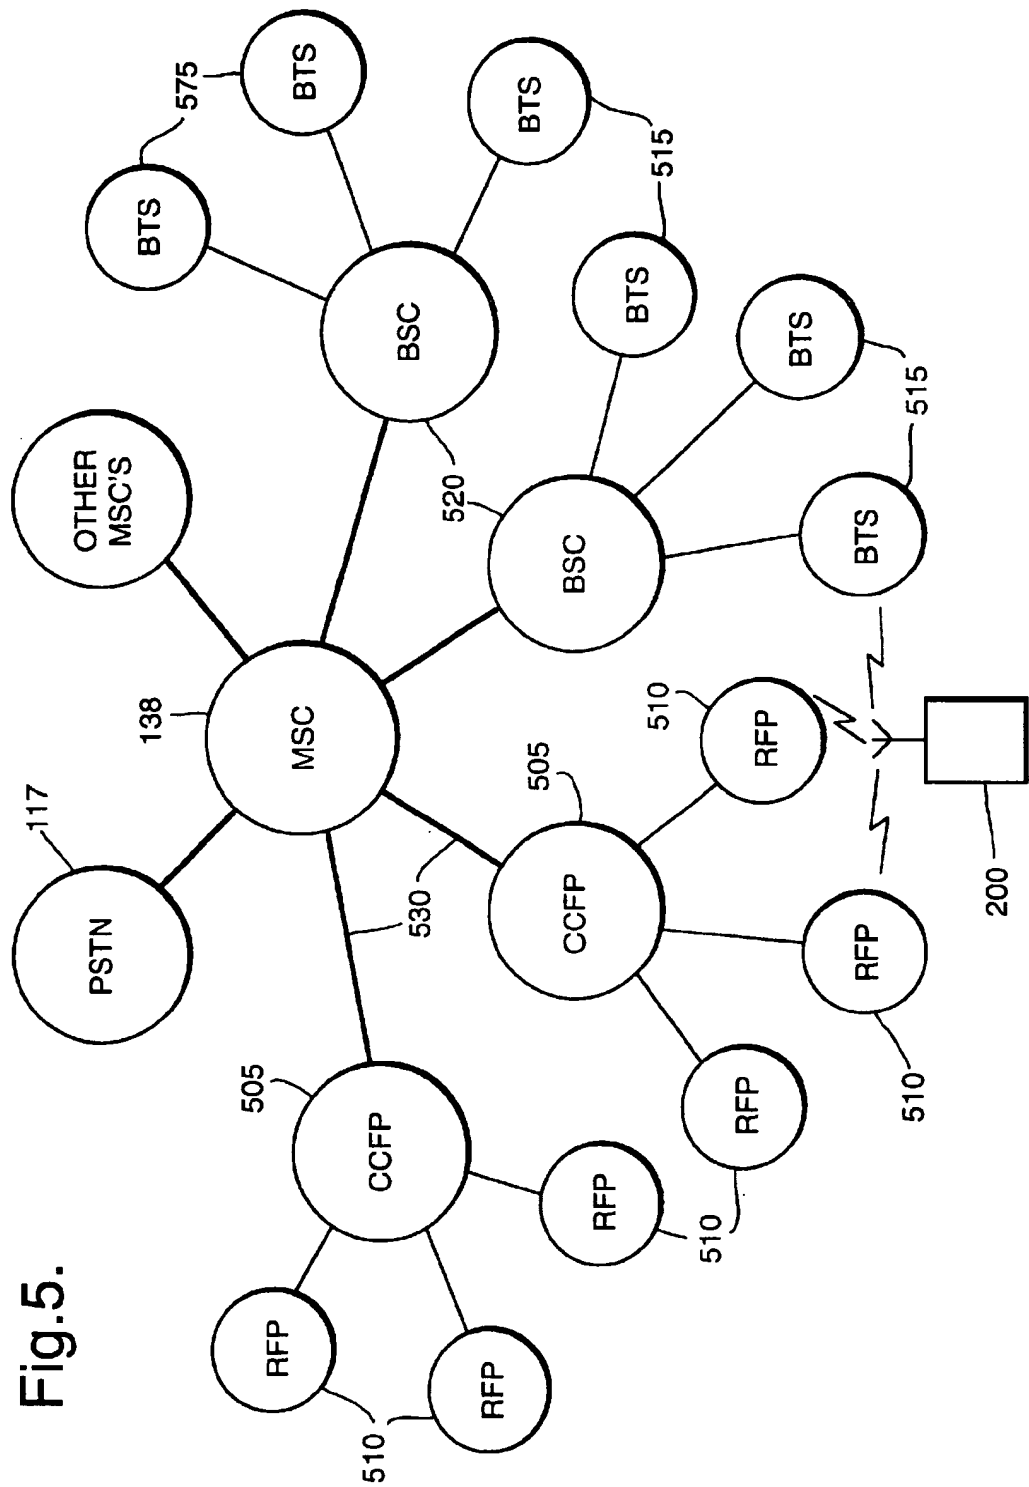 Fig.5.
117
PSTN
OTHER
MSC'S
138
BTS
575
505
RFP
MSC
BTS
510
CCFP
BSC
530
520
RFP
BTS
505
CCFP
BSC
RFP
BTS
510
515
510
RFP
RFP
BTS
RFP
BTS
510
515
200